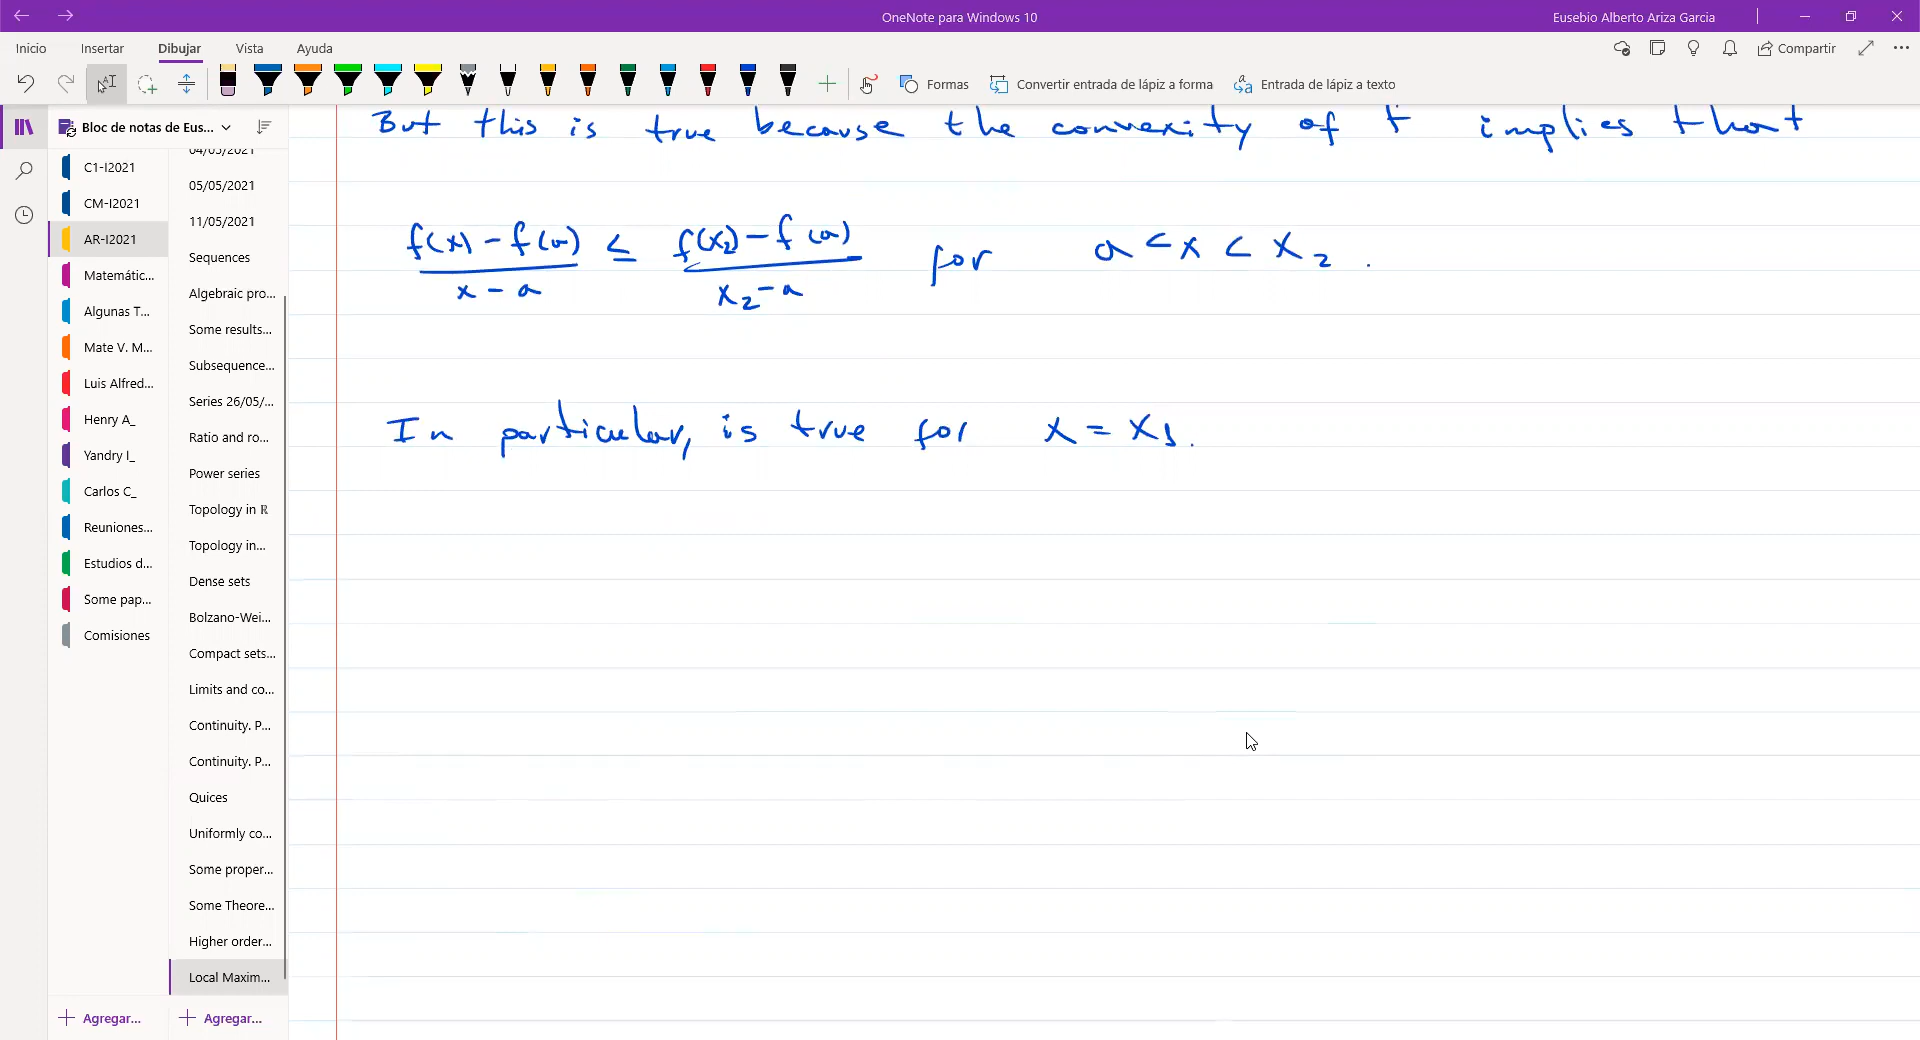 OneNote para Windows 10
Eusebio Alberto Ariza Garcia
Inicio Insertar Dibujar Vista Ayuda
Compartir
Formas Convertir entrada de lápiz a forma Entrada de lápiz a texto
Bloc de notas de Eus...
C1-I2021
CM-I2021
AR-I2021
Matemátic...
Algunas T...
Mate V. M...
Luis Alfred...
Henry A_
Yandry I_
Carlos C_
Reuniones...
Estudios d...
Some pap...
Comisiones
Agregar...
04/05/2021
05/05/2021
11/05/2021
Sequences
Algebraic pro...
Some results...
Subsequence...
Series 26/05/...
Ratio and ro...
Power series
Topology in ℝ
Topology in...
Dense sets
Bolzano-Wei...
Compact sets...
Limits and co...
Continuity. P...
Continuity. P...
Quices
Uniformly co...
Some proper...
Some Theore...
Higher order...
Local Maxim...
Agregar...
But this is true because the convexity of f implies that
f(x) - f(a) / x - a ≤ f(x₂) - f(a) / x₂ - a for a < x < x₂ .
In particular, is true for x = x₁.